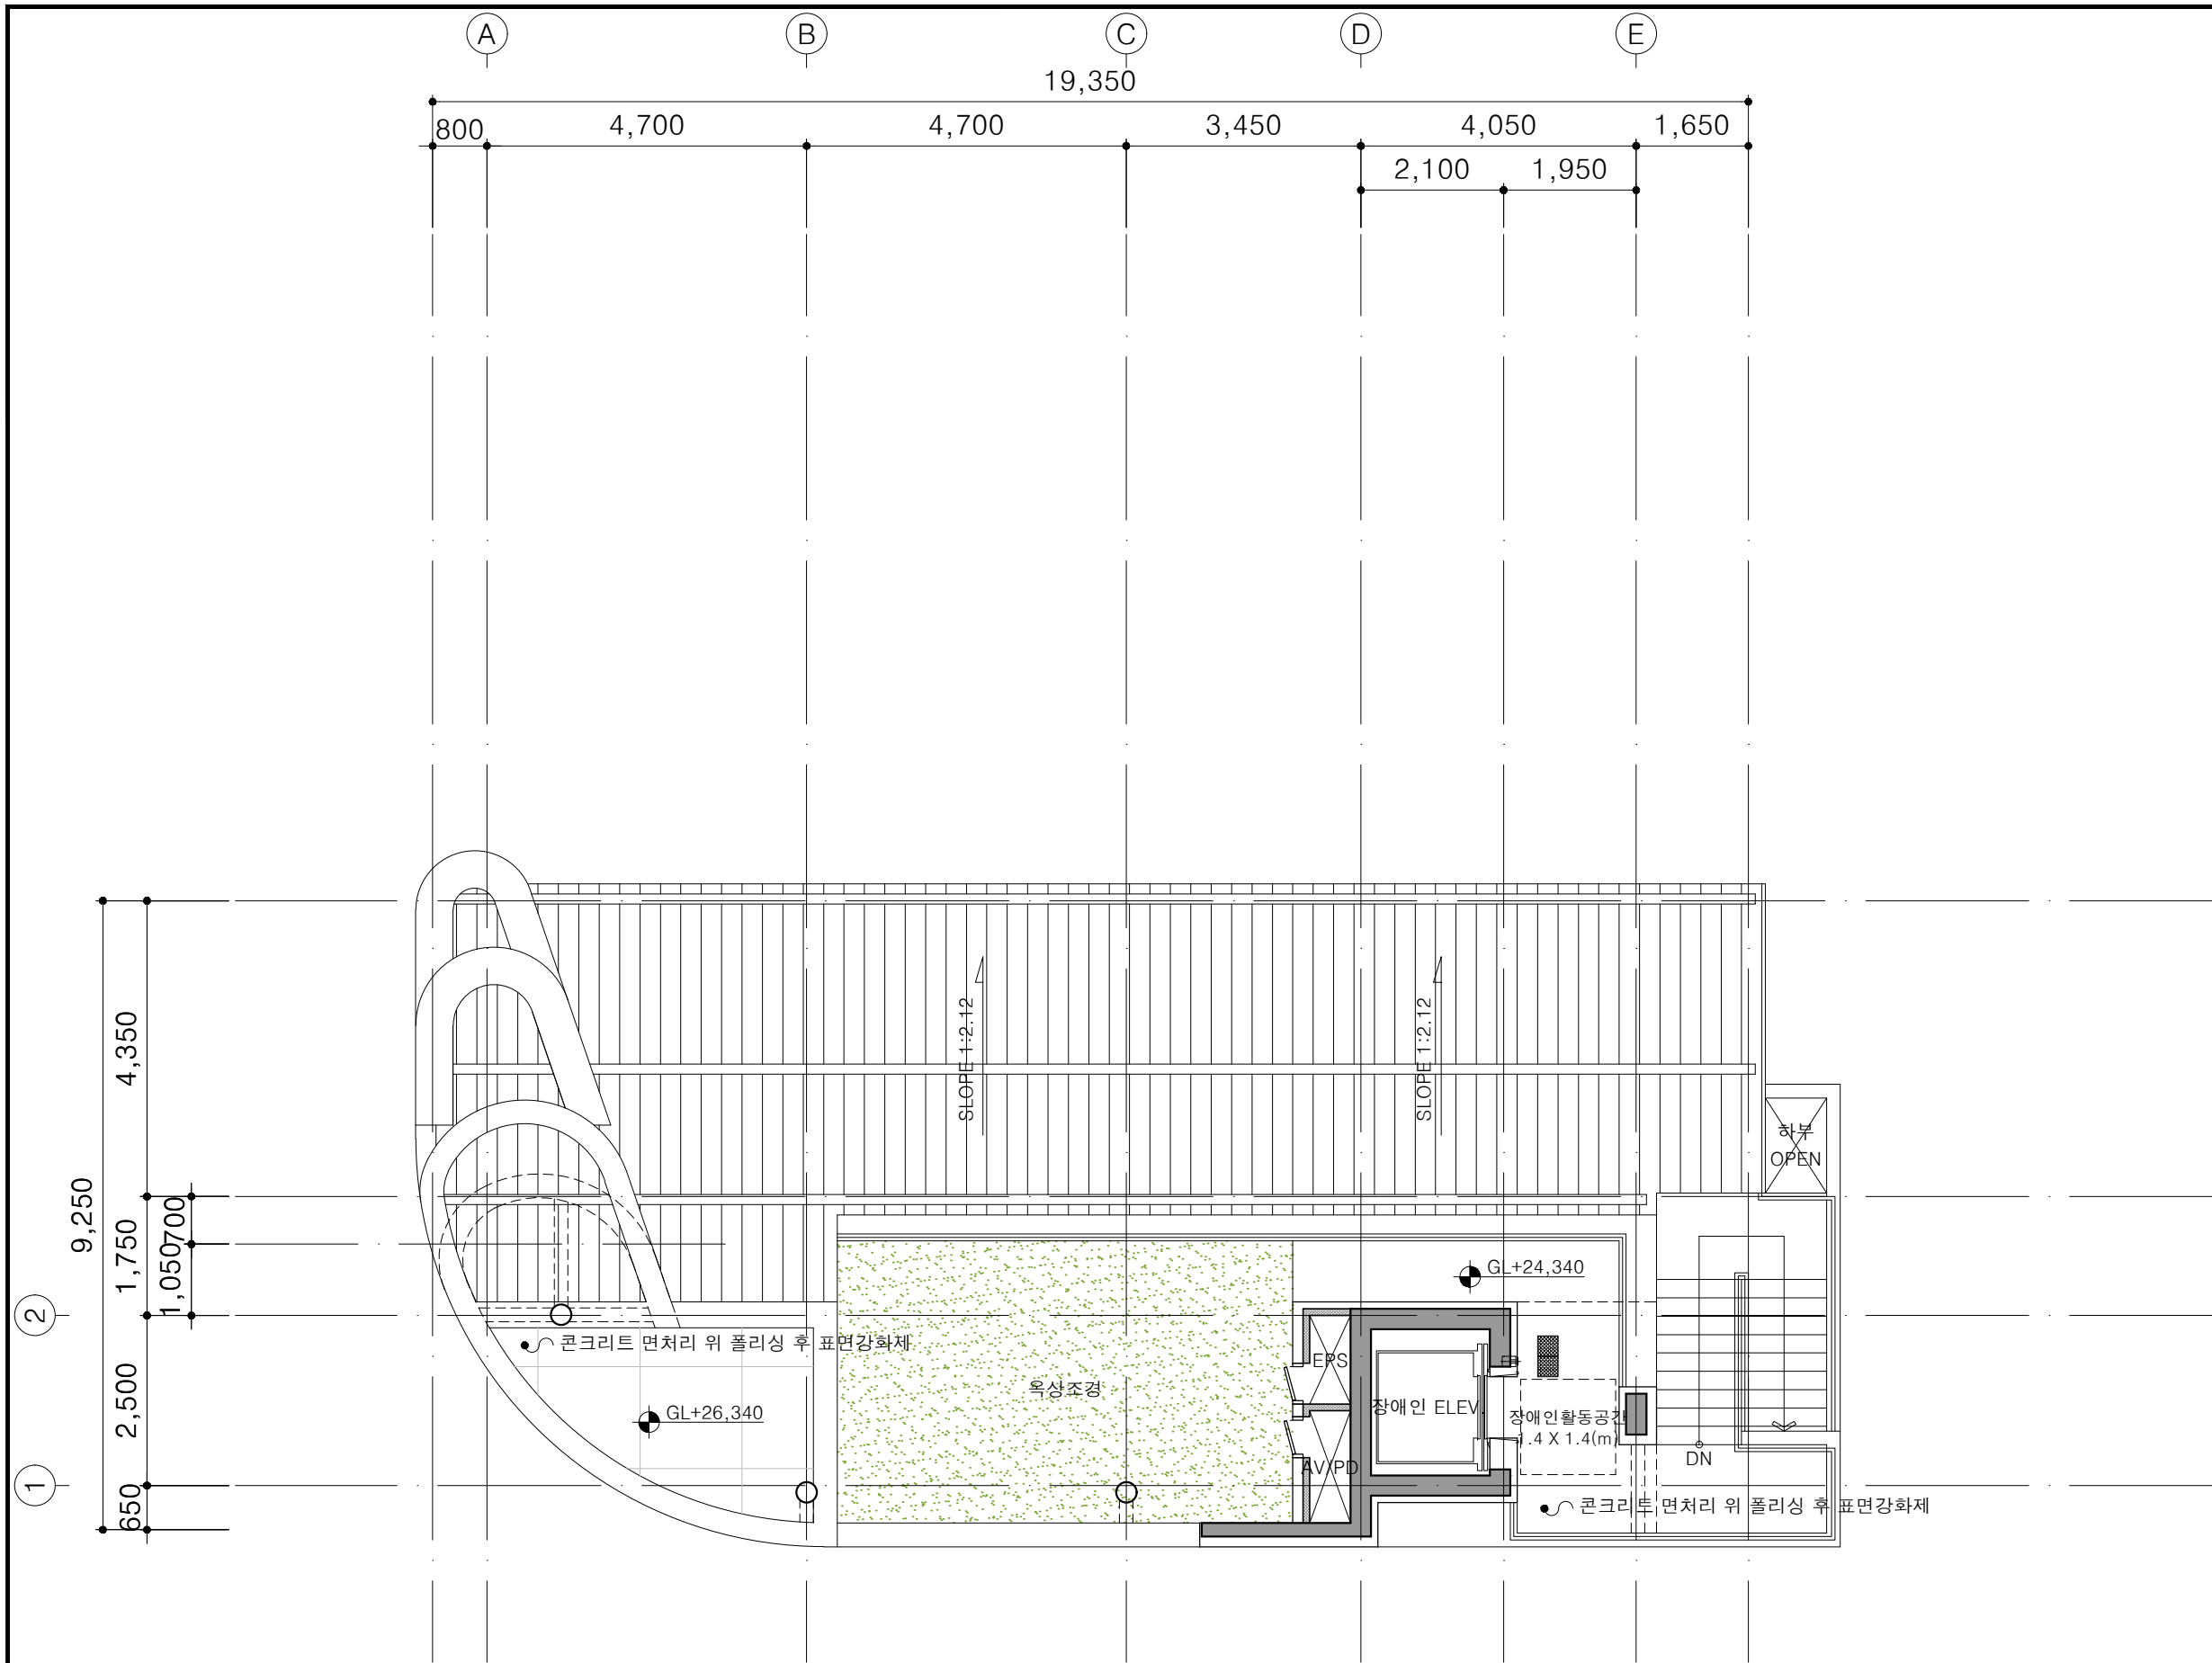 A
B
C
D
E
19,350
800
4,700
4,700
3,450
4,050
1,650
2,100
1,950
9,250
4,350
1,750
700
1,050
2,500
650
2
1
SLOPE 1:2.12
SLOPE 1:2.12
하부
OPEN
GL+24,340
콘크리트 면처리 위 폴리싱 후 표면강화제
GL+26,340
옥상조경
EPS
장애인 ELEV.
AV/PD
장애인활동공간
1.4 X 1.4(m)
DN
콘크리트 면처리 위 폴리싱 후 표면강화제